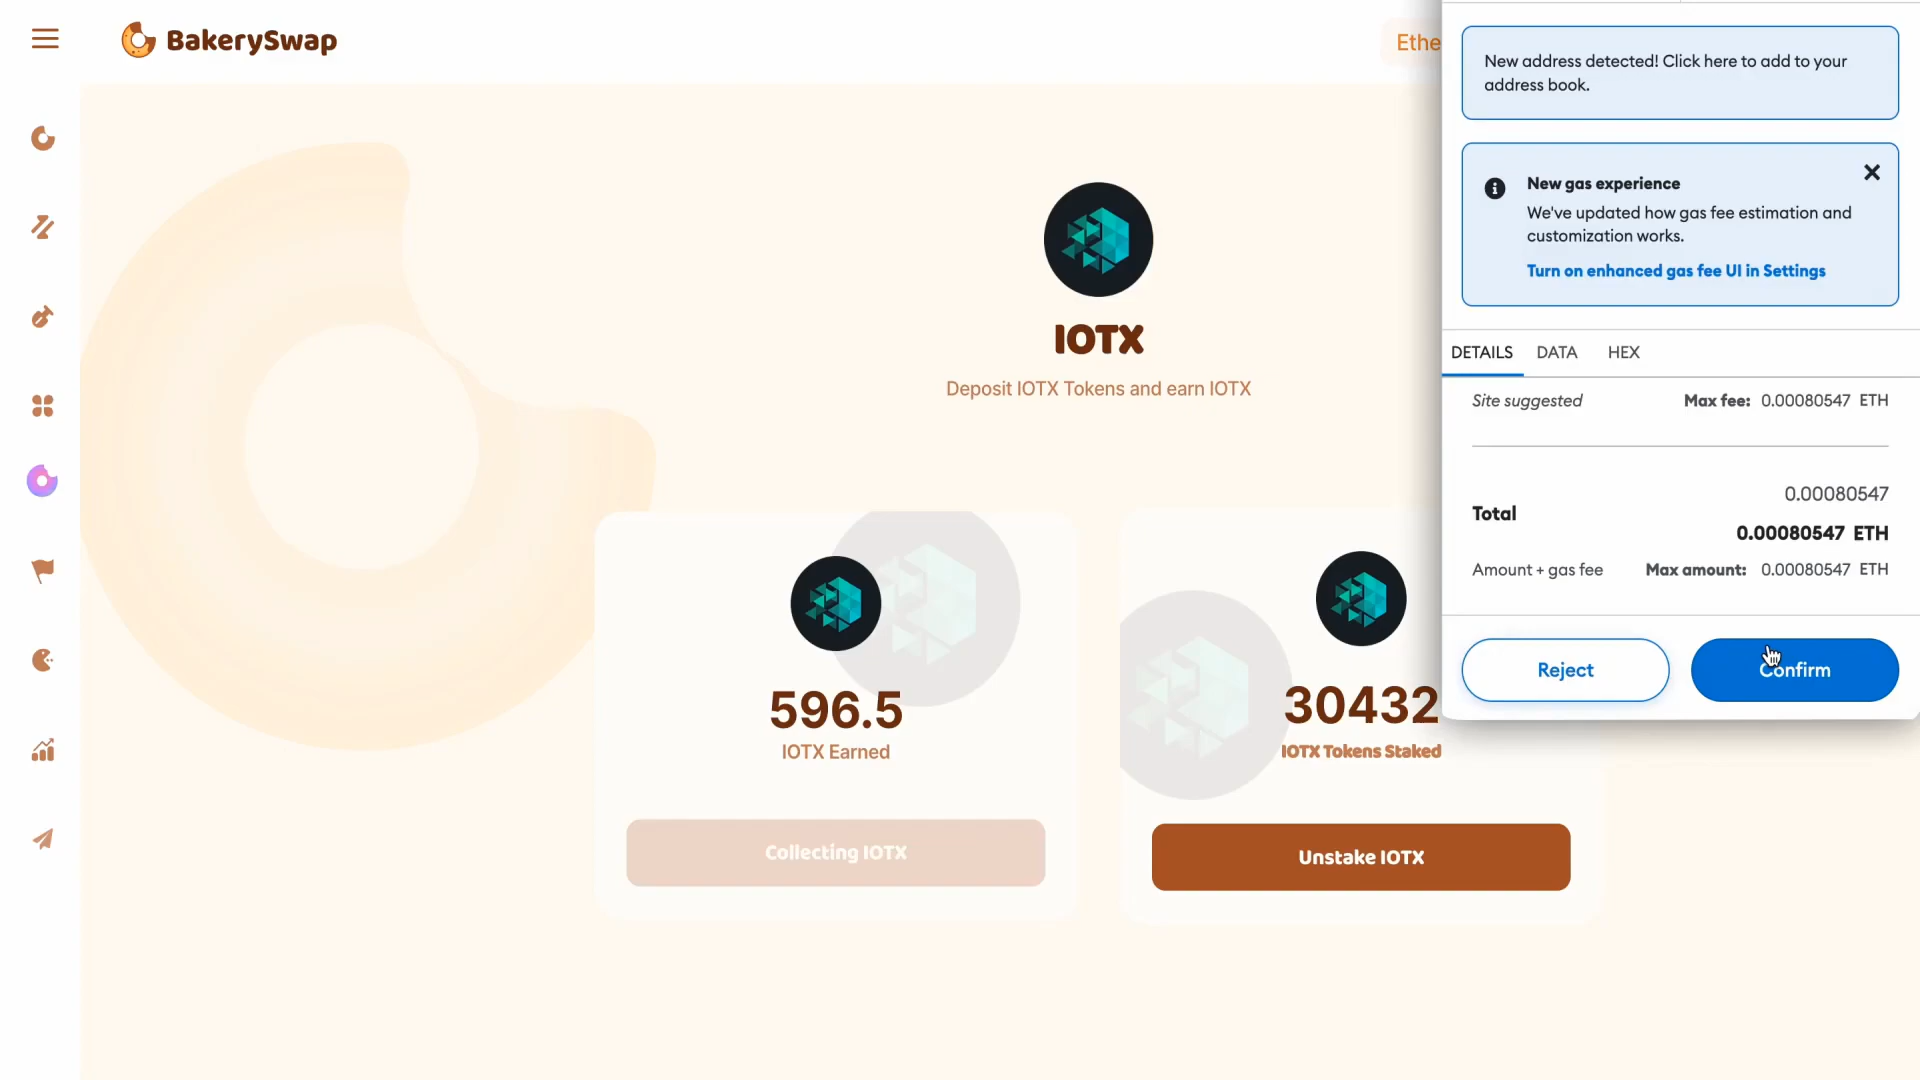 BakerySwap
Ethe
IOTX
Deposit IOTX Tokens and earn IOTX
596.5
IOTX Earned
Collecting IOTX
30432
IOTX Tokens Staked
Unstake IOTX
New address detected! Click here to add to your
address book.
New gas experience
We've updated how gas fee estimation and
customization works.
Turn on enhanced gas fee UI in Settings
DETAILS DATA HEX
Site suggested Max fee: 0.00080547 ETH
0.00080547
Total
0.00080547 ETH
Amount + gas fee Max amount: 0.00080547 ETH
Reject Confirm